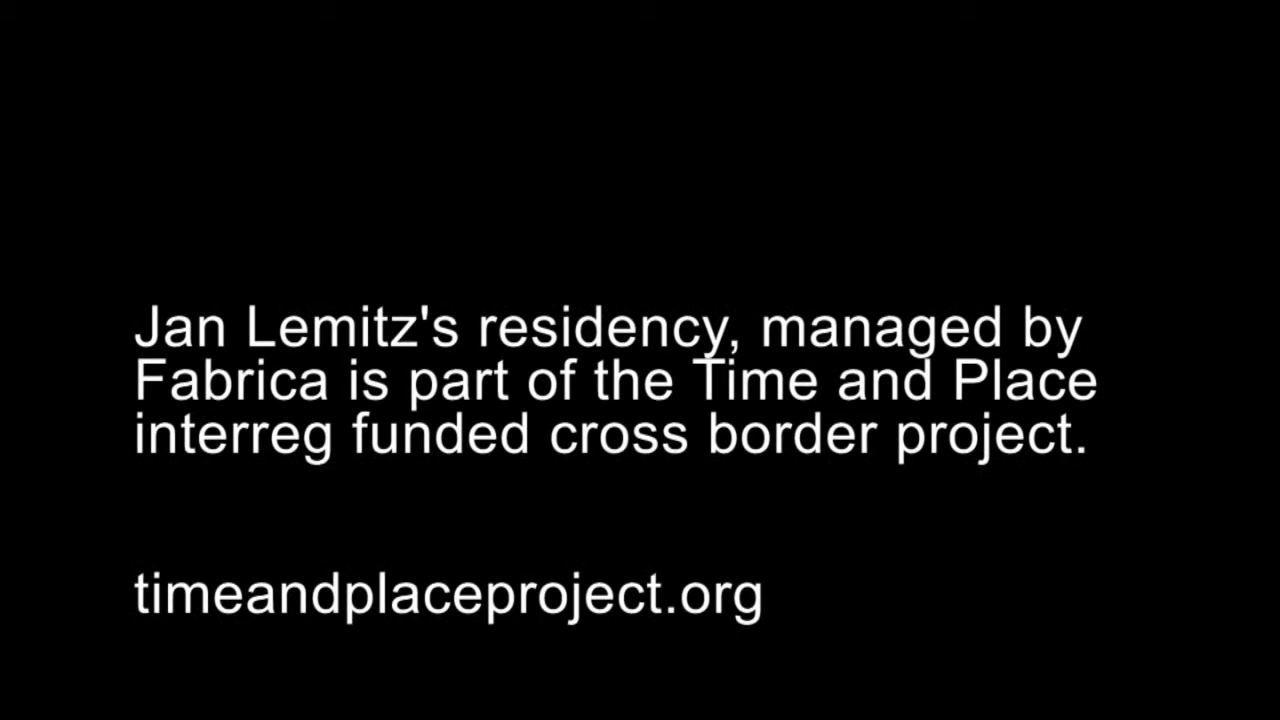 Jan Lemitz's residency, managed by
Fabrica is part of the Time and Place
interreg funded cross border project.
timeandplaceproject.org